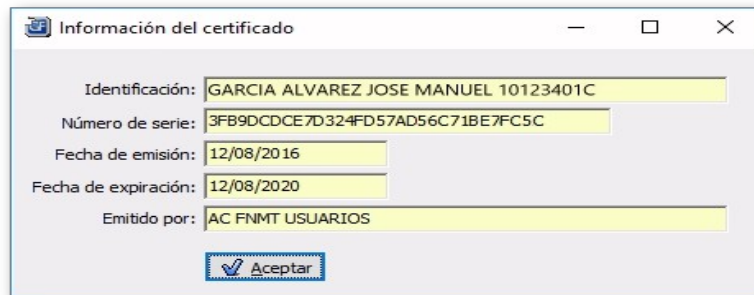 Información del certificado
Identificación: GARCIA ALVAREZ JOSE MANUEL 10123401C
Número de serie: 3FB9DCDCE7D324FD57AD56C71BE7FC5C
Fecha de emisión: 12/08/2016
Fecha de expiración: 12/08/2020
Emitido por: AC FNMT USUARIOS
Aceptar